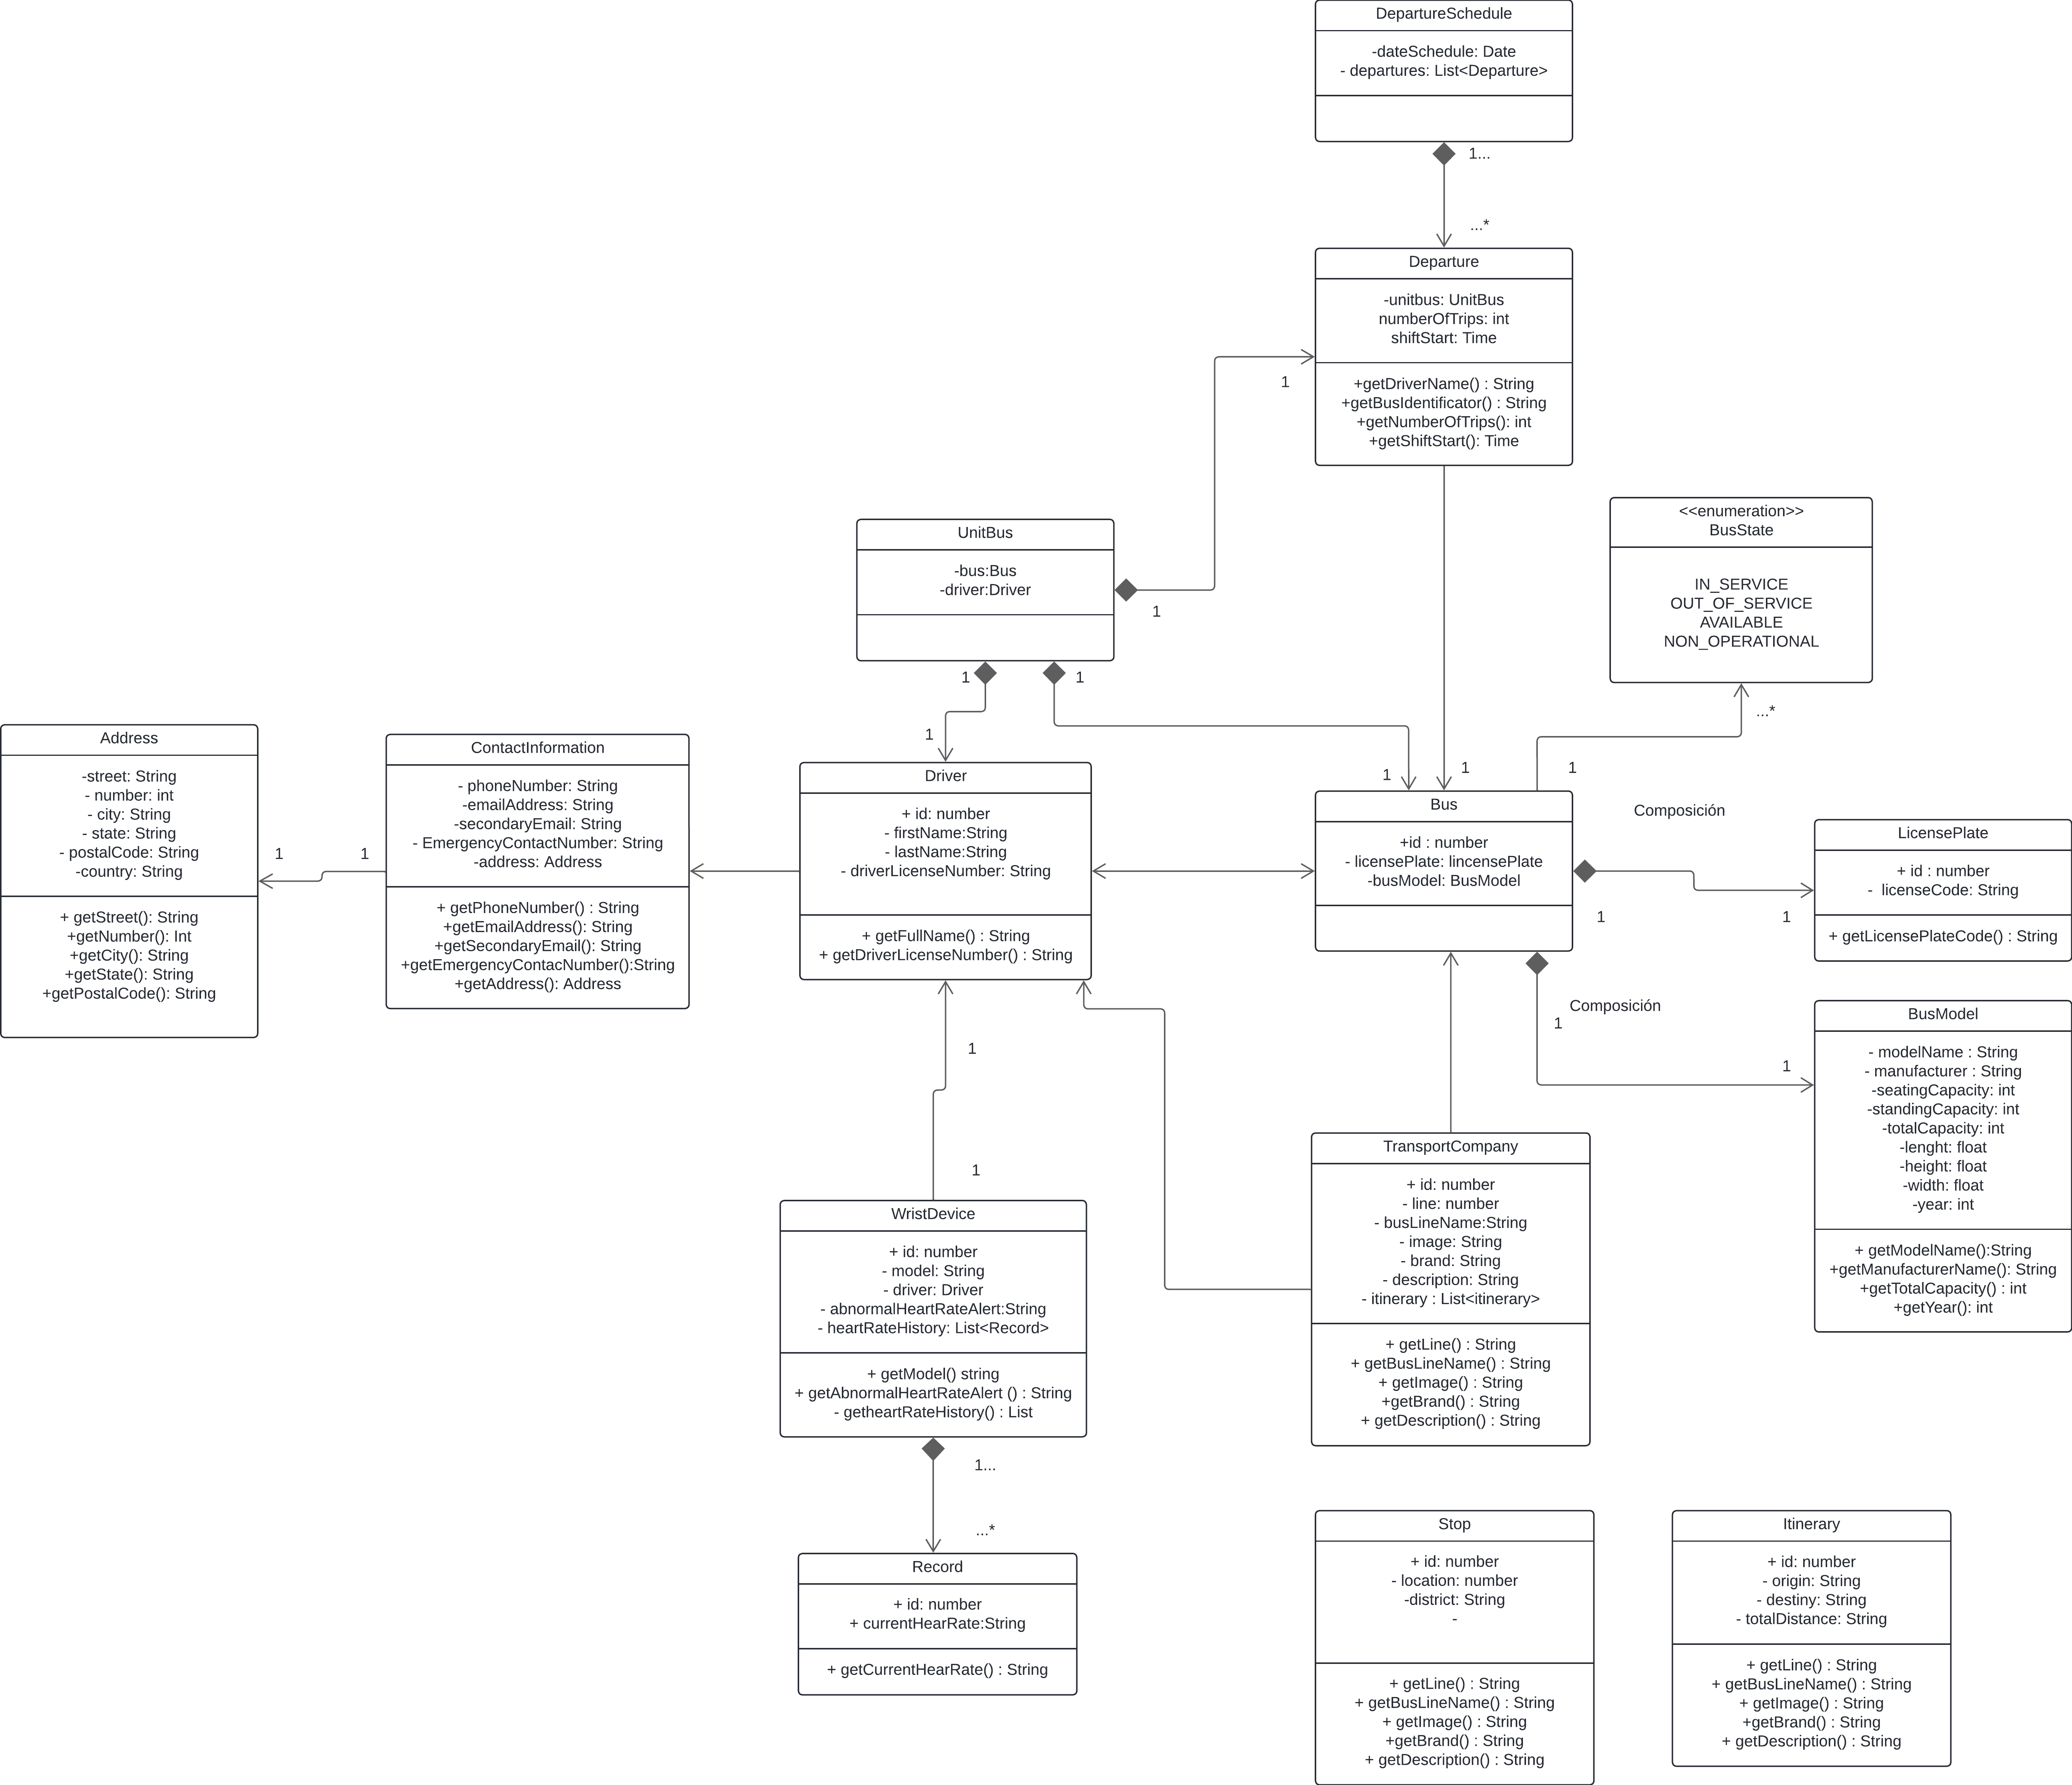 DepartureSchedule
-dateSchedule: Date
- departures: List<Departure>
1...
...*
Departure
-unitbus: UnitBus
numberOfTrips: int
shiftStart: Time
+getDriverName() : String
+getBusIdentificator() : String
+getNumberOfTrips(): int
+getShiftStart(): Time
1
<<enumeration>>
BusState
IN_SERVICE
OUT_OF_SERVICE
AVAILABLE
NON_OPERATIONAL
...*
UnitBus
-bus:Bus
-driver:Driver
1
1
1
1
1
1
1
Address
-street: String
- number: int
- city: String
- state: String
- postalCode: String
-country: String
+ getStreet(): String
+getNumber(): Int
+getCity(): String
+getState(): String
+getPostalCode(): String
1
1
ContactInformation
- phoneNumber: String
-emailAddress: String
-secondaryEmail: String
- EmergencyContactNumber: String
-address: Address
+ getPhoneNumber() : String
+getEmailAddress(): String
+getSecondaryEmail(): String
+getEmergencyContacNumber():String
+getAddress(): Address
Driver
+ id: number
- firstName:String
- lastName:String
- driverLicenseNumber: String
+ getFullName() : String
+ getDriverLicenseNumber() : String
Bus
+id : number
- licensePlate: lincensePlate
-busModel: BusModel
Composición
1
1
LicensePlate
+ id : number
-  licenseCode: String
+ getLicensePlateCode() : String
Composición
1
1
BusModel
- modelName : String
- manufacturer : String
-seatingCapacity: int
-standingCapacity: int
-totalCapacity: int
-lenght: float
-height: float
-width: float
-year: int
+ getModelName():String
+getManufacturerName(): String
+getTotalCapacity() : int
+getYear(): int
1
1
WristDevice
+ id: number
- model: String
- driver: Driver
- abnormalHeartRateAlert:String
- heartRateHistory: List<Record>
+ getModel() string
+ getAbnormalHeartRateAlert () : String
- getheartRateHistory() : List
TransportCompany
+ id: number
- line: number
- busLineName:String
- image: String
- brand: String
- description: String
- itinerary : List<itinerary>
+ getLine() : String
+ getBusLineName() : String
+ getImage() : String
+getBrand() : String
+ getDescription() : String
1...
...*
Record
+ id: number
+ currentHearRate:String
+ getCurrentHearRate() : String
Stop
+ id: number
- location: number
-district: String
-
+ getLine() : String
+ getBusLineName() : String
+ getImage() : String
+getBrand() : String
+ getDescription() : String
Itinerary
+ id: number
- origin: String
- destiny: String
- totalDistance: String
+ getLine() : String
+ getBusLineName() : String
+ getImage() : String
+getBrand() : String
+ getDescription() : String